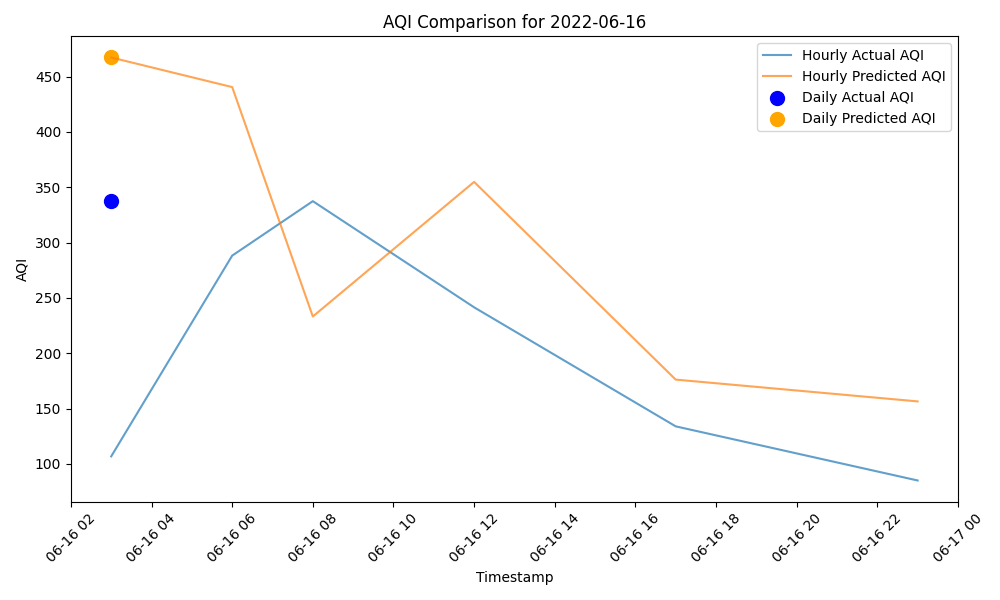 AQI Comparison for 2022-06-16
Hourly Actual AQI
Hourly Predicted AQI
Daily Actual AQI
Daily Predicted AQI
AQI
450
400
350
300
250
200
150
100
06-16 02
06-16 04
06-16 06
06-16 08
06-16 10
06-16 12
06-16 14
06-16 16
06-16 18
06-16 20
06-16 22
06-17 00
Timestamp